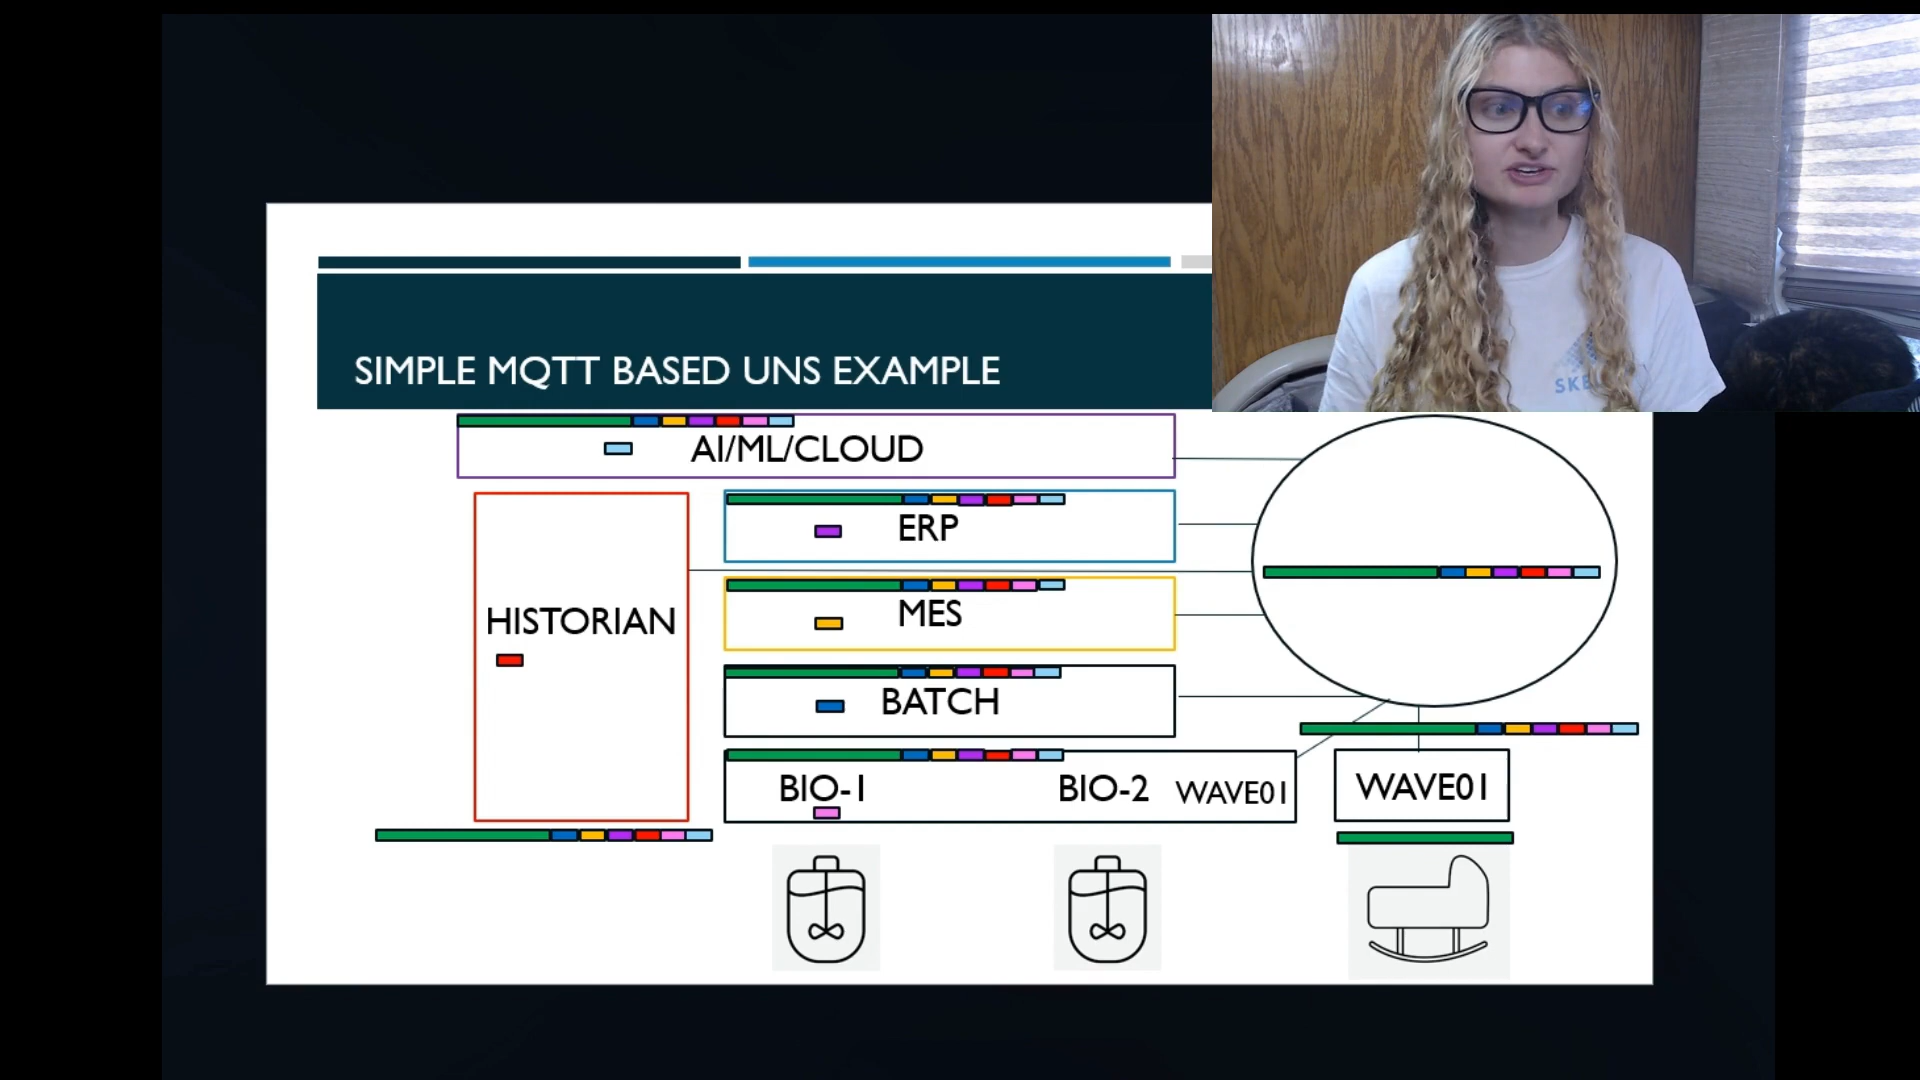 SIMPLE MQTT BASED UNS EXAMPLE
AI/ML/CLOUD
ERP
HISTORIAN
MES
BATCH
BIO-1
BIO-2
WAVE01
WAVE01